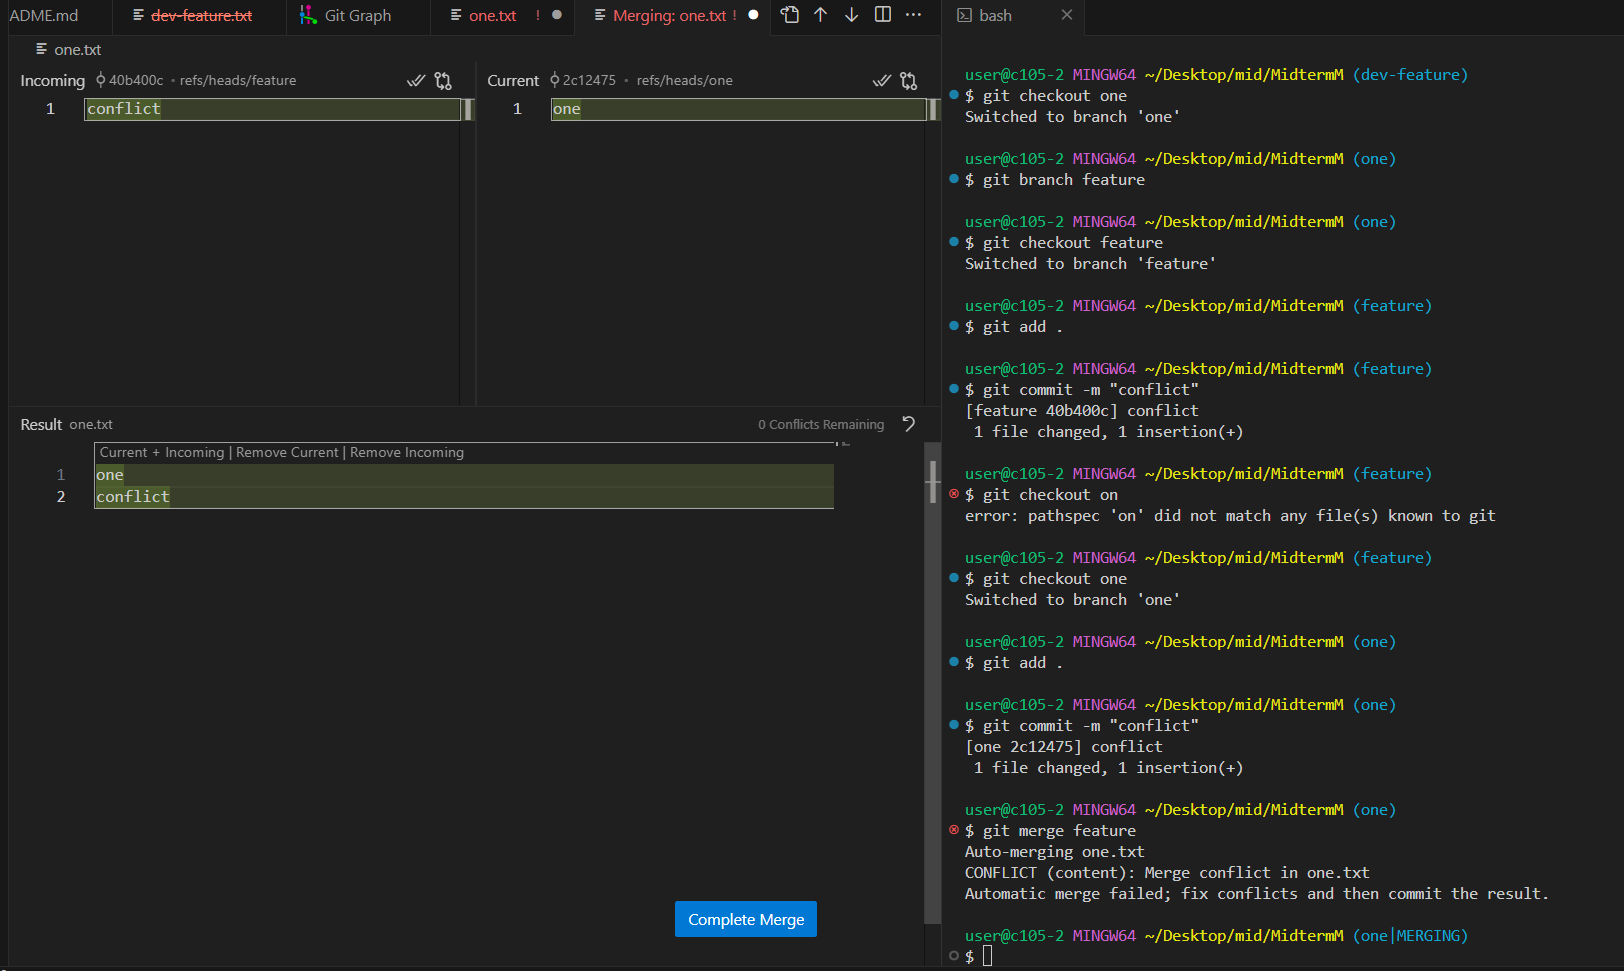 ADME.md
dev-feature.txt
Git Graph
one.txt !
Merging: one.txt !
bash
one.txt
Incoming 40b400c • refs/heads/feature
1 conflict
Current 2c12475 • refs/heads/one
1 one
Result one.txt
0 Conflicts Remaining
Current + Incoming | Remove Current | Remove Incoming
1 one
2 conflict
Complete Merge
user@c105-2 MINGW64 ~/Desktop/mid/MidtermM (dev-feature)
$ git checkout one
Switched to branch 'one'
user@c105-2 MINGW64 ~/Desktop/mid/MidtermM (one)
$ git branch feature
user@c105-2 MINGW64 ~/Desktop/mid/MidtermM (one)
$ git checkout feature
Switched to branch 'feature'
user@c105-2 MINGW64 ~/Desktop/mid/MidtermM (feature)
$ git add .
user@c105-2 MINGW64 ~/Desktop/mid/MidtermM (feature)
$ git commit -m "conflict"
[feature 40b400c] conflict
1 file changed, 1 insertion(+)
user@c105-2 MINGW64 ~/Desktop/mid/MidtermM (feature)
$ git checkout on
error: pathspec 'on' did not match any file(s) known to git
user@c105-2 MINGW64 ~/Desktop/mid/MidtermM (feature)
$ git checkout one
Switched to branch 'one'
user@c105-2 MINGW64 ~/Desktop/mid/MidtermM (one)
$ git add .
user@c105-2 MINGW64 ~/Desktop/mid/MidtermM (one)
$ git commit -m "conflict"
[one 2c12475] conflict
1 file changed, 1 insertion(+)
user@c105-2 MINGW64 ~/Desktop/mid/MidtermM (one)
$ git merge feature
Auto-merging one.txt
CONFLICT (content): Merge conflict in one.txt
Automatic merge failed; fix conflicts and then commit the result.
user@c105-2 MINGW64 ~/Desktop/mid/MidtermM (one|MERGING)
$